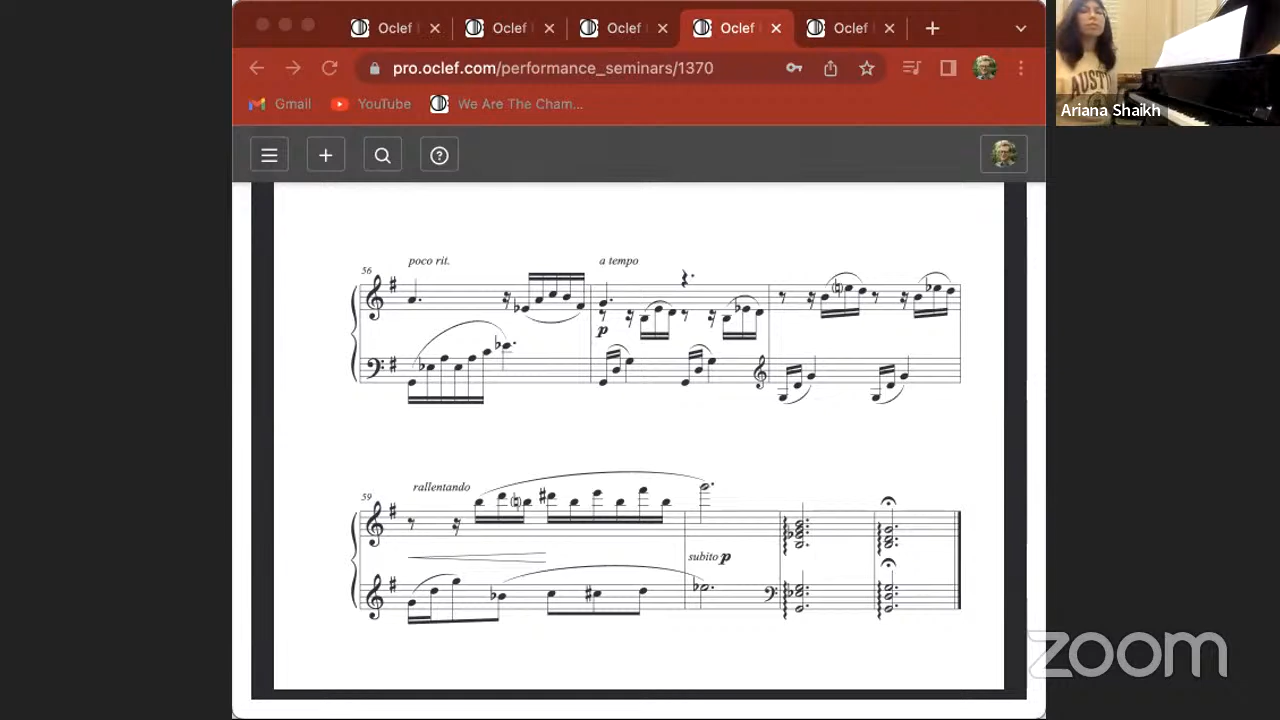 Oclef Oclef Oclef Oclef Oclef
pro.oclef.com/performance_seminars/1370
Gmail YouTube We Are The Cham...
AUSTI
Ariana Shaikh
56 poco rit. a tempo
p
59 rallentando
subito p
zoom